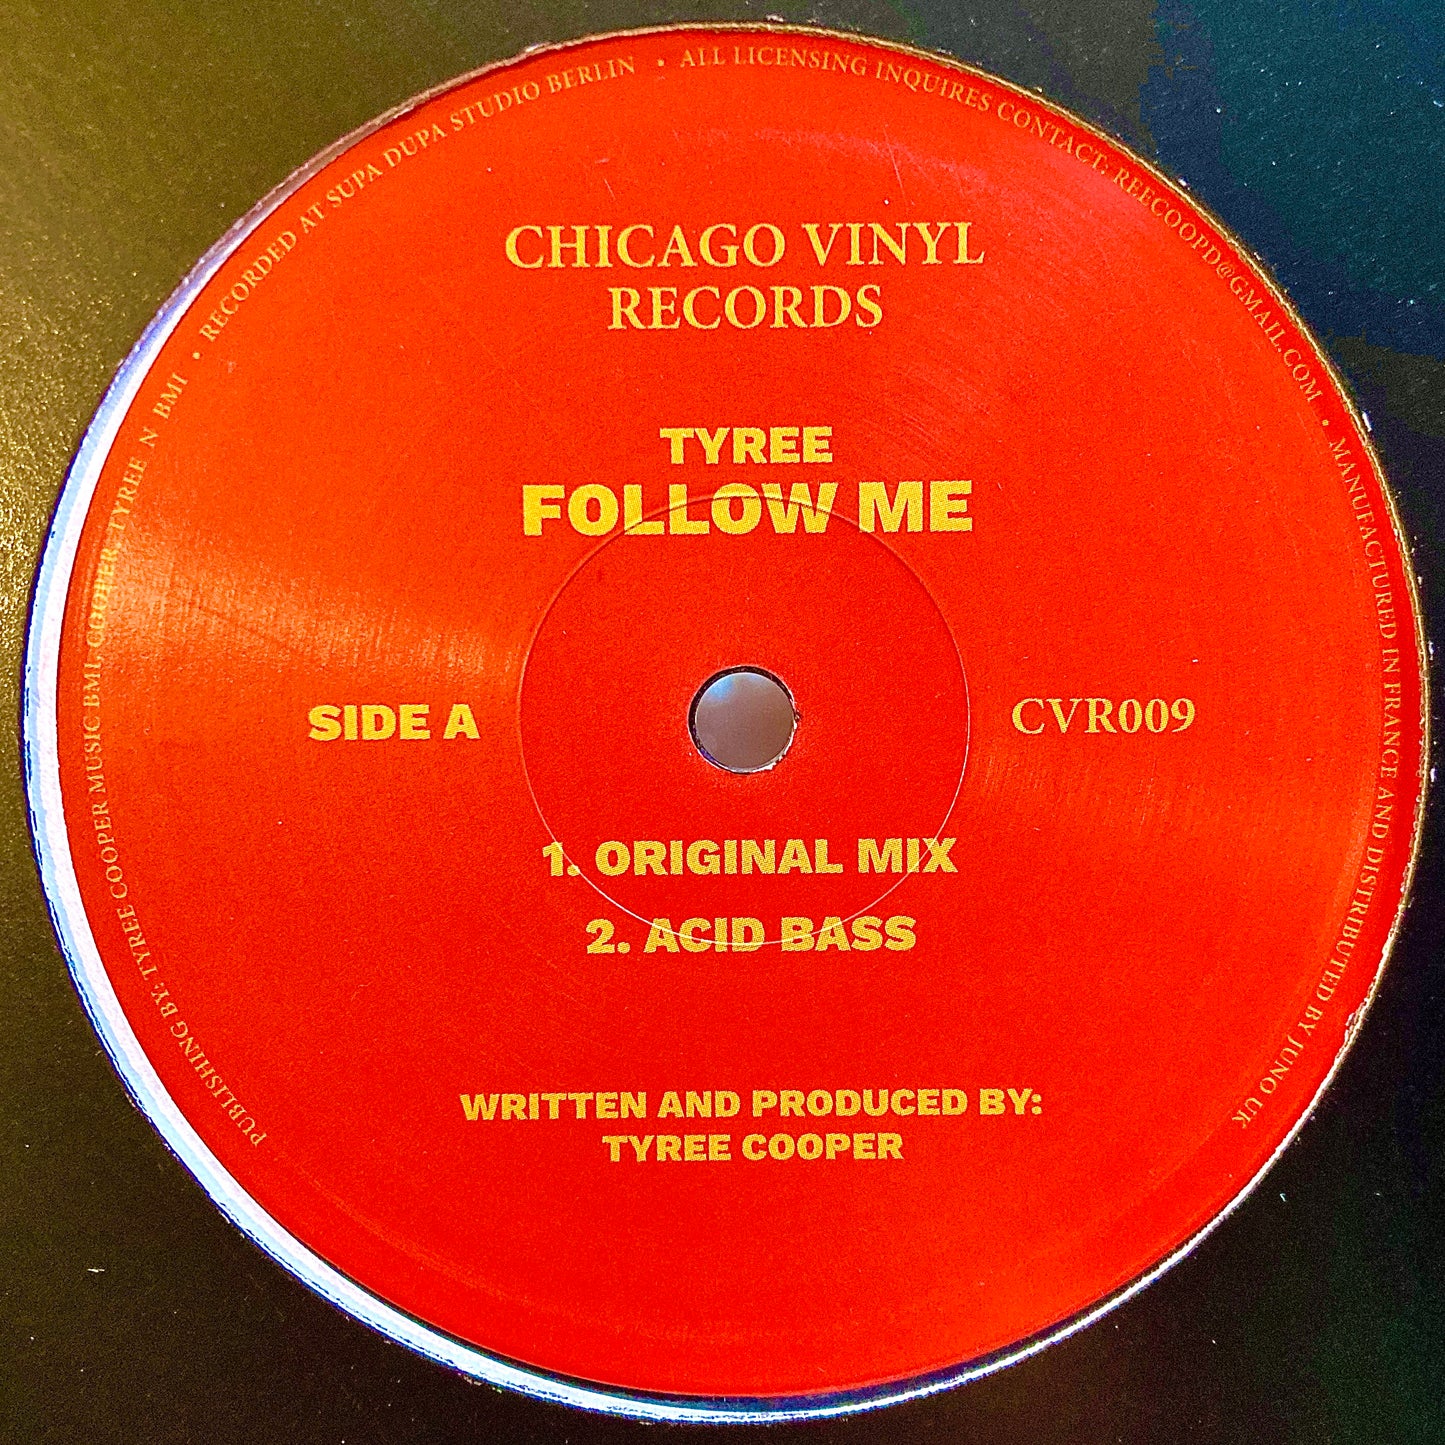 CHICAGO VINYL
RECORDS
TYREE
FOLLOW ME
SIDE A
CVR009
1. ORIGINAL MIX
2. ACID BASS
WRITTEN AND PRODUCED BY:
TYREE COOPER
PUBLISHING BY: TYREE COOPER MUSIC BMI, COOPER, TYREE N BMI • RECORDED AT SUPA DUPA STUDIO BERLIN • ALL LICENSING INQUIRES CONTACT: REECOOPD@GMAIL.COM • MANUFACTURED IN FRANCE AND DISTRIBUTED BY JUNO UK